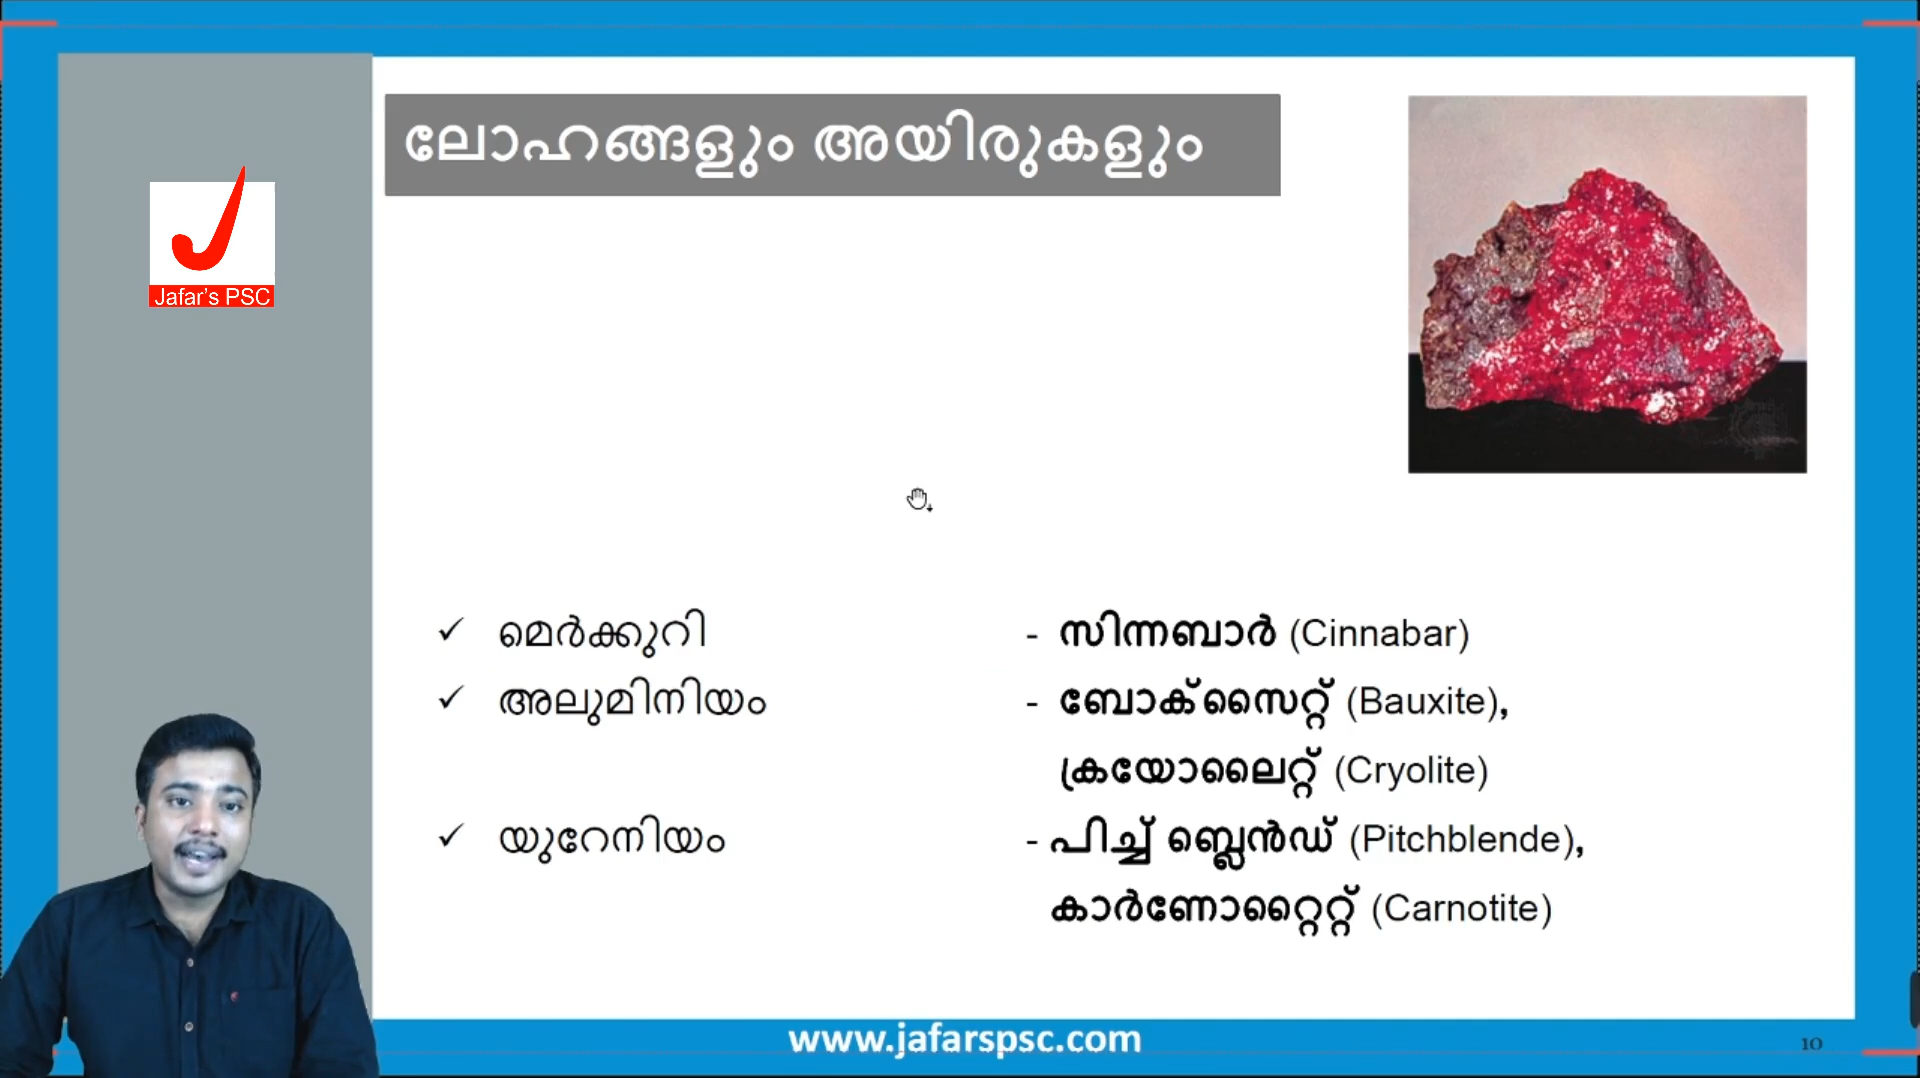 ലോഹങ്ങളും അയിരുകളും
Jafar's PSC
✓ മെർക്കുറി - സിന്നബാർ (Cinnabar)
✓ അലുമിനിയം - ബോക്സൈറ്റ് (Bauxite),
ക്രയോലൈറ്റ് (Cryolite)
✓ യുറേനിയം - പിച്ച് ബ്ലെൻഡ് (Pitchblende),
കാർണോറ്റൈറ്റ് (Carnotite)
www.jafarspsc.com
10